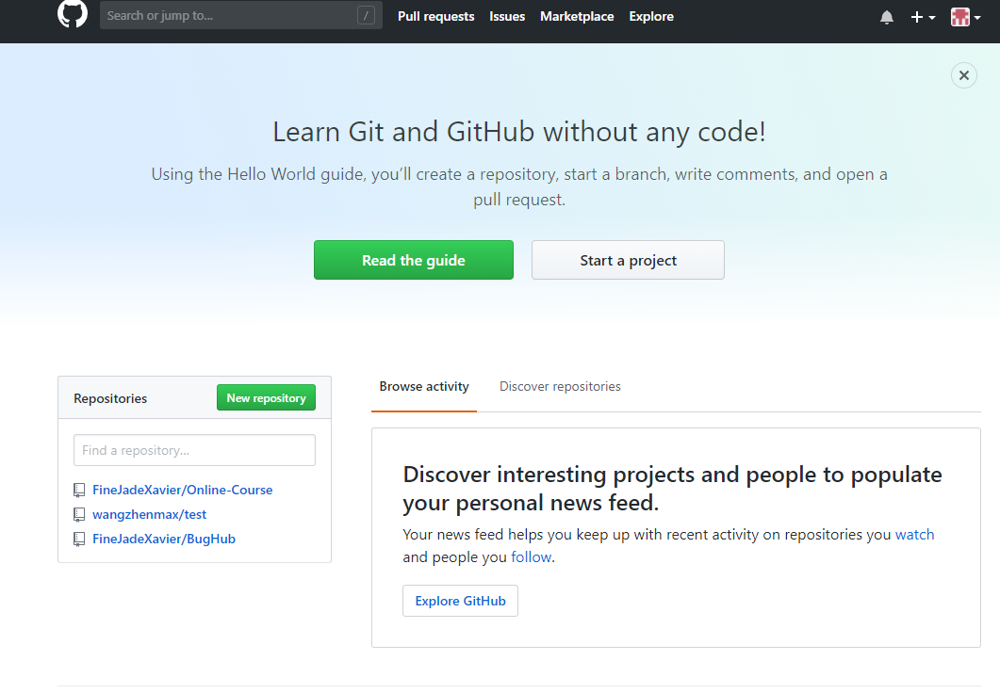 Search or jump to... /
Pull requests Issues Marketplace Explore
Learn Git and GitHub without any code!
Using the Hello World guide, you’ll create a repository, start a branch, write comments, and open a
pull request.
Read the guide
Start a project
Repositories
New repository
Find a repository...
FineJadeXavier/Online-Course
wangzhenmax/test
FineJadeXavier/BugHub
Browse activity
Discover repositories
Discover interesting projects and people to populate
your personal news feed.
Your news feed helps you keep up with recent activity on repositories you watch
and people you follow.
Explore GitHub